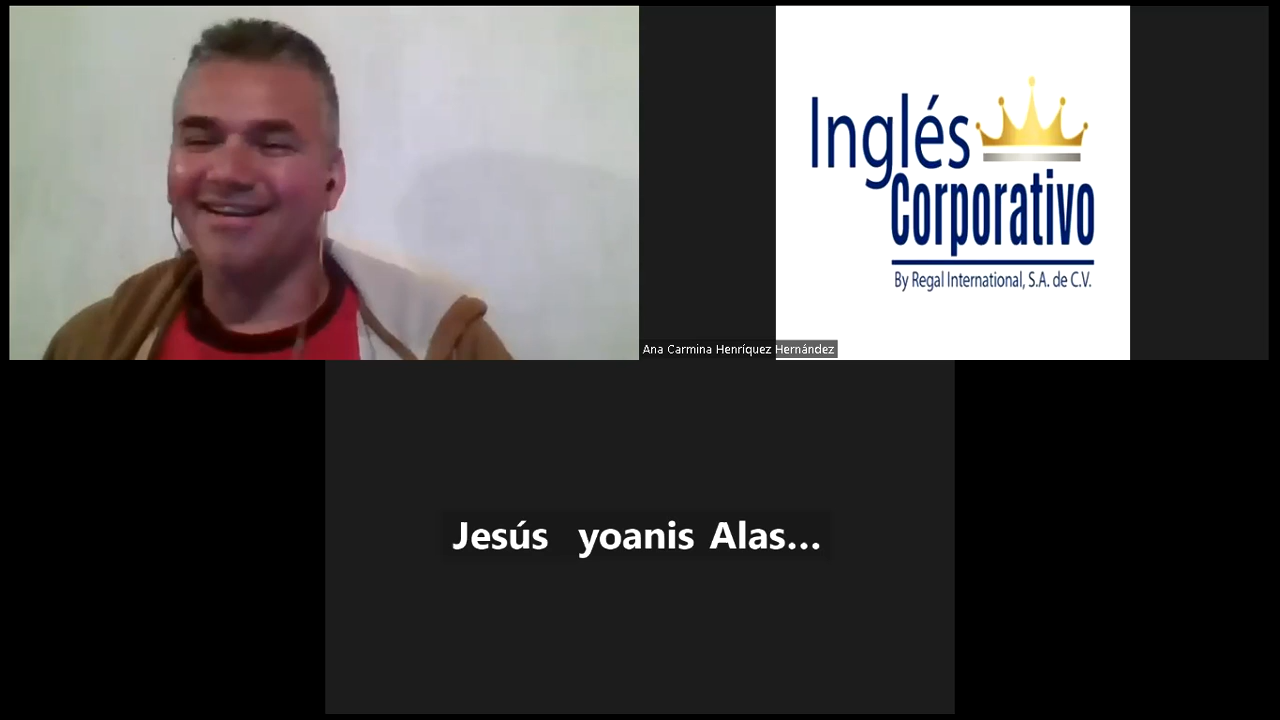 Inglés
Corporativo
By Regal International, S.A. de C.V.
Ana Carmina Henríquez Hernández
Jesús yoanis Alas...